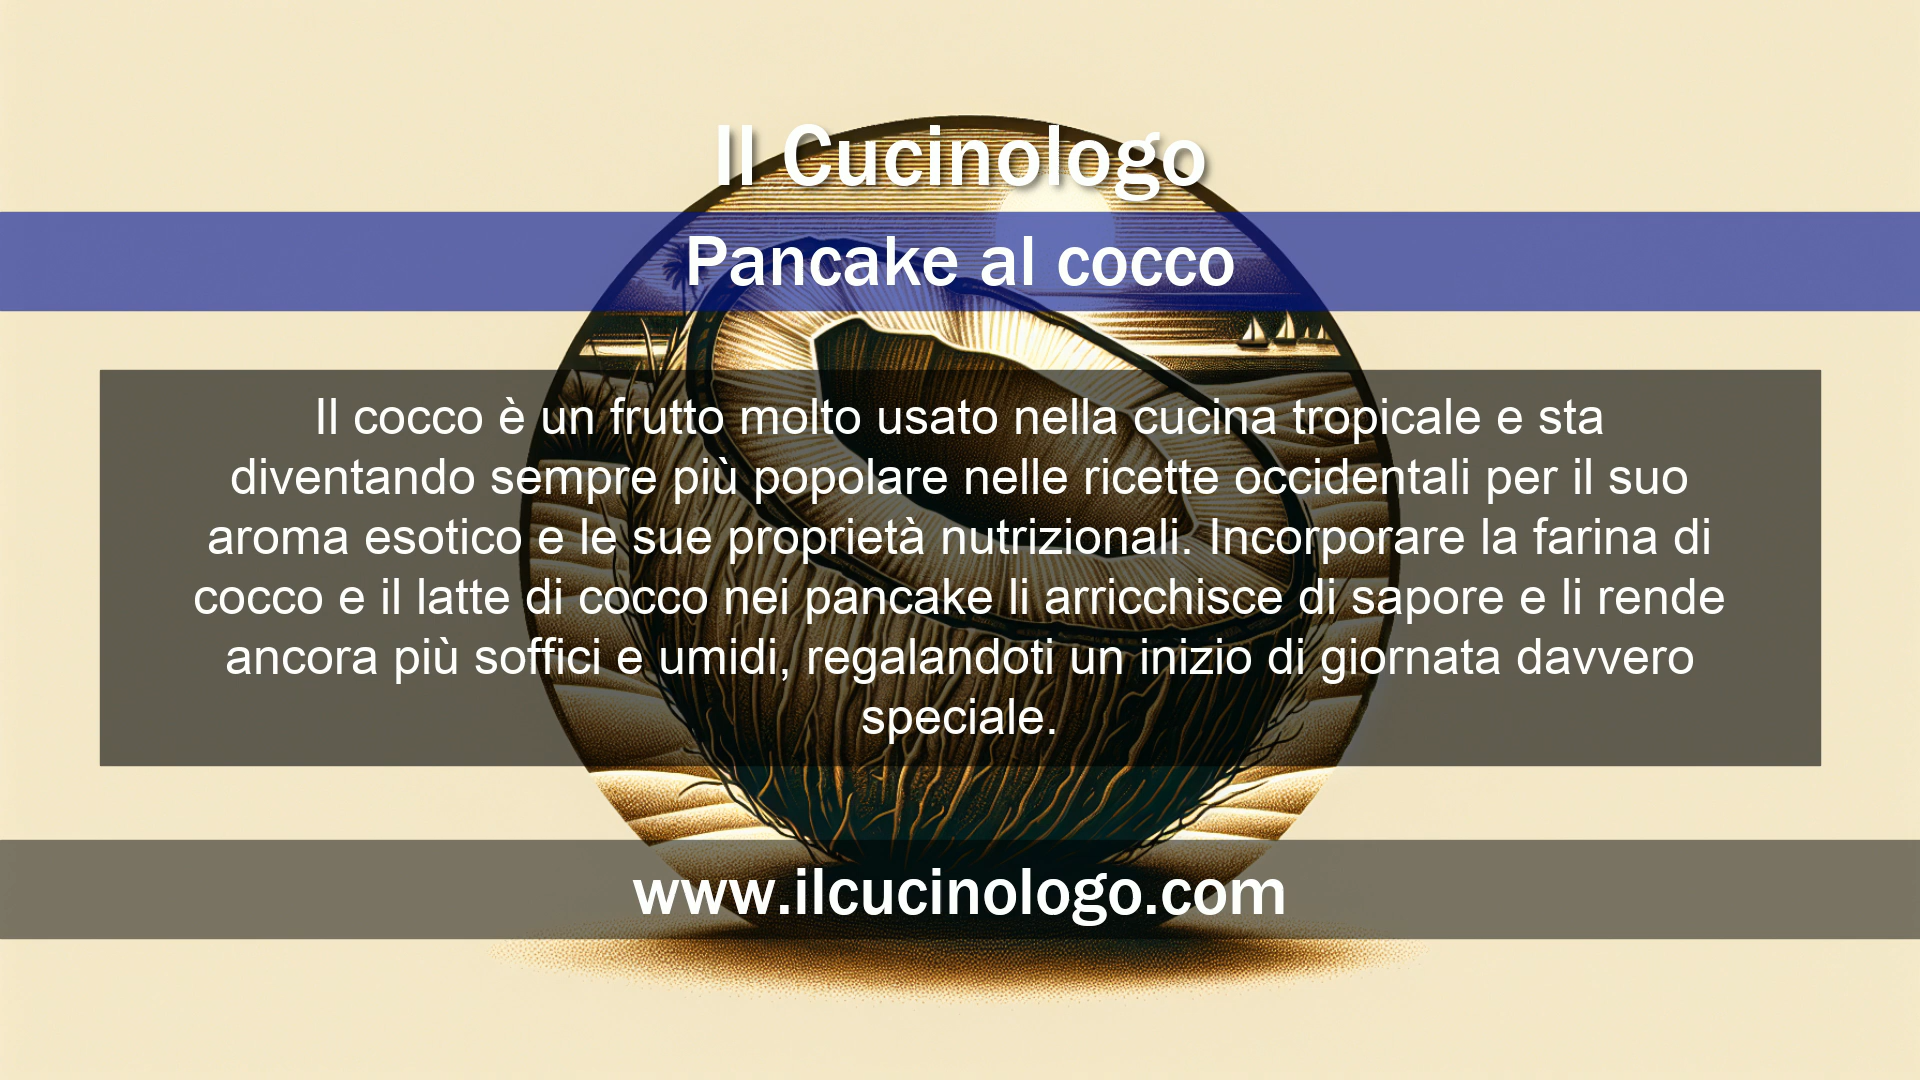 Il Cucinologo
Pancake al cocco
Il cocco è un frutto molto usato nella cucina tropicale e sta
diventando sempre più popolare nelle ricette occidentali per il suo
aroma esotico e le sue proprietà nutrizionali. Incorporare la farina di
cocco e il latte di cocco nei pancake li arricchisce di sapore e li rende
ancora più soffici e umidi, regalandoti un inizio di giornata davvero
speciale.
www.ilcucinologo.com